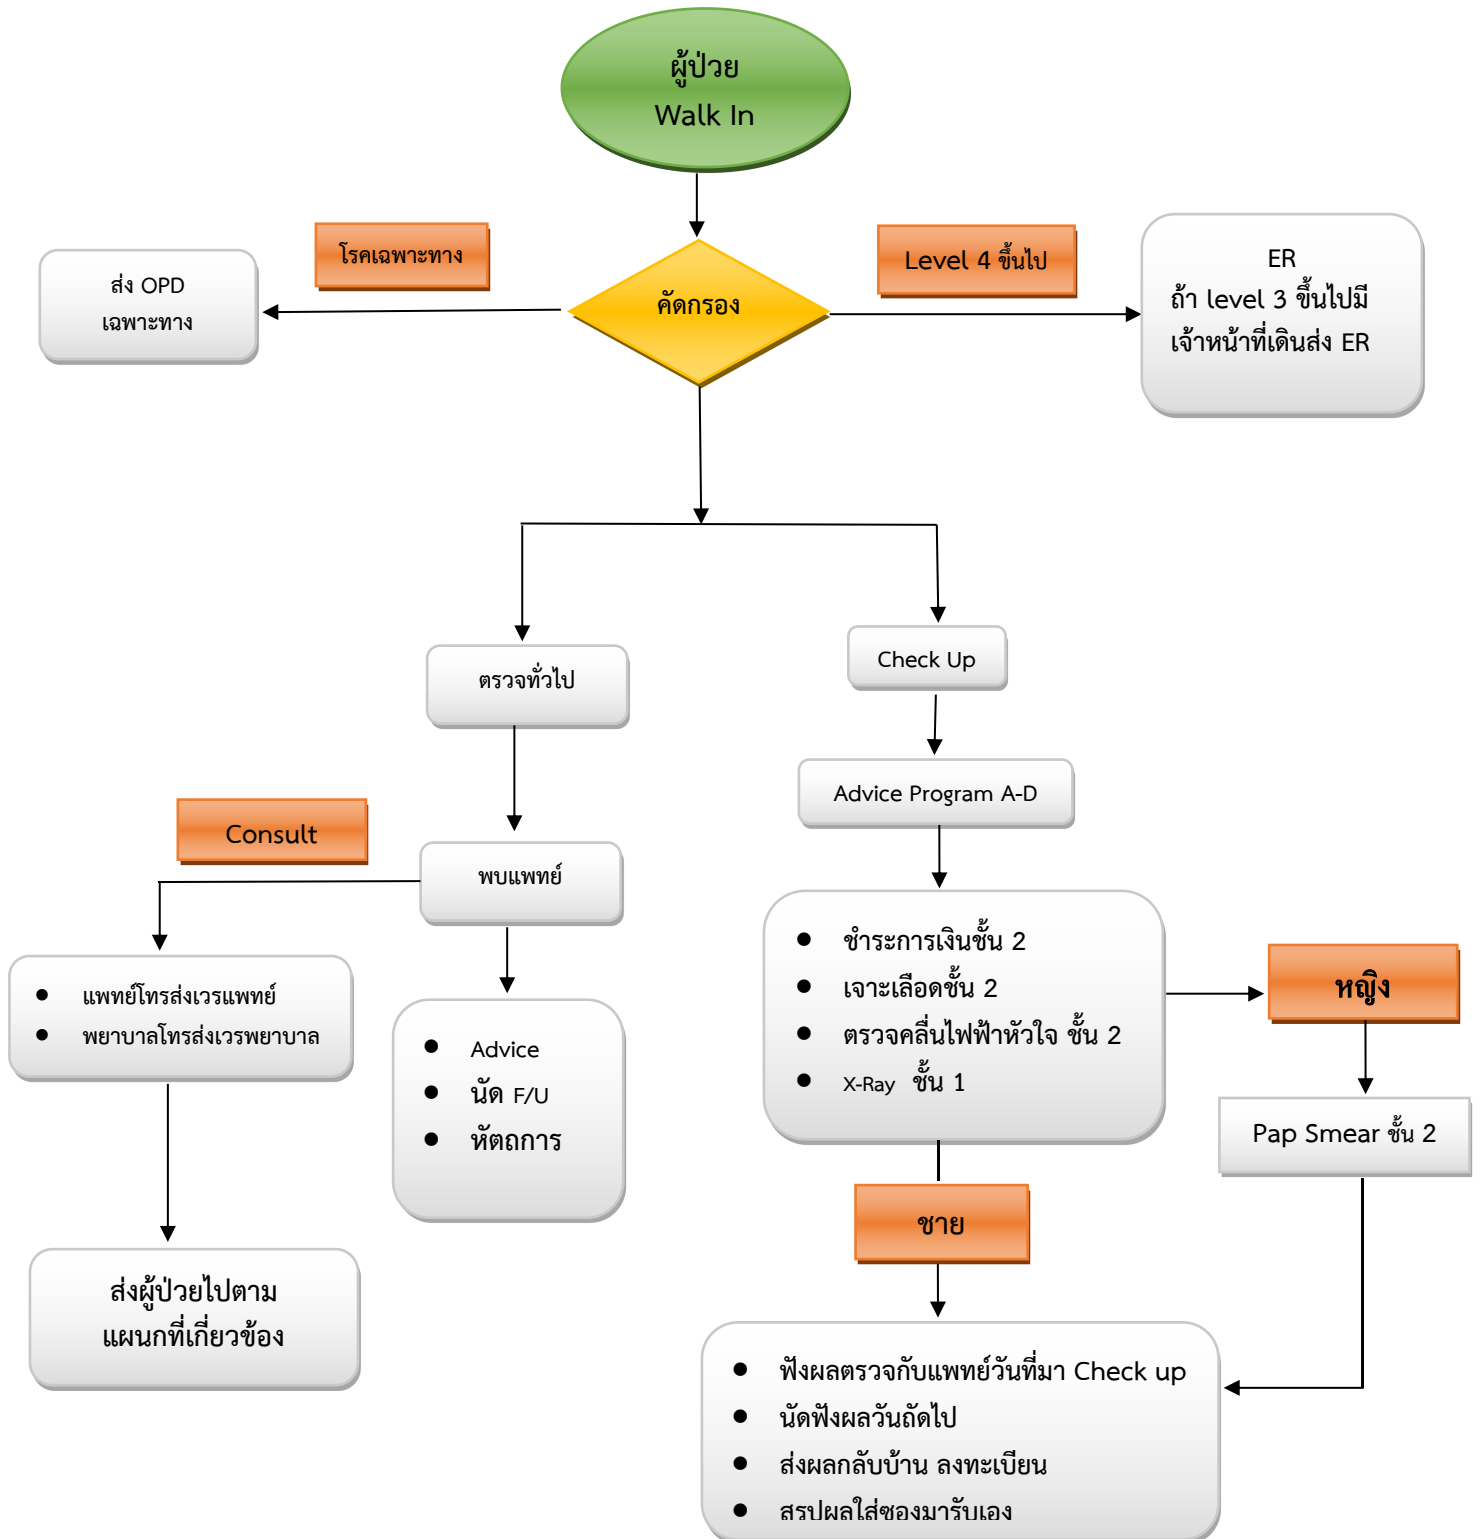 ผู้ป่วย
Walk In
โรคเฉพาะทาง
Level 4 ขึ้นไป
ส่ง OPD
เฉพาะทาง
คัดกรอง
ER
ถ้า level 3 ขึ้นไปมี
เจ้าหน้าที่เดินส่ง ER
ตรวจทั่วไป
Check Up
Advice Program A-D
Consult
พบแพทย์
● แพทย์โทรส่งเวรแพทย์
● พยาบาลโทรส่งเวรพยาบาล
● Advice
● นัด F/U
● หัตถการ
● ชำระการเงินชั้น 2
● เจาะเลือดชั้น 2
● ตรวจคลื่นไฟฟ้าหัวใจ ชั้น 2
● X-Ray ชั้น 1
หญิง
Pap Smear ชั้น 2
ชาย
ส่งผู้ป่วยไปตาม
แผนกที่เกี่ยวข้อง
● ฟังผลตรวจกับแพทย์วันที่มา Check up
● นัดฟังผลวันถัดไป
● ส่งผลกลับบ้าน ลงทะเบียน
● สรุปผลใส่ซองมารับเอง